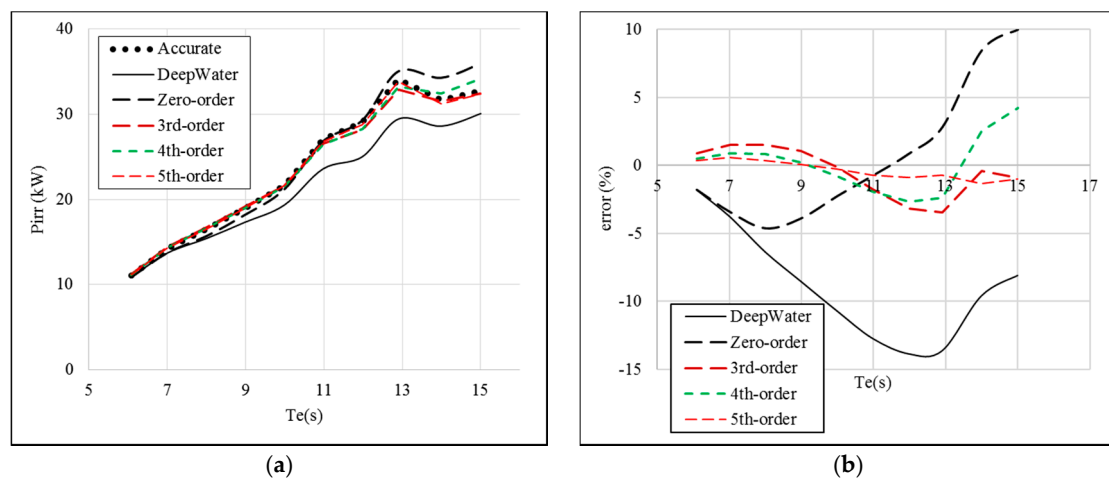 40
30
20
10
0
Pirr (kW)
Accurate
DeepWater
Zero-order
3rd-order
4th-order
5th-order
5 7 9 11 13 15
Te(s)
(a)
10
5
0
-5
-10
-15
error (%)
5 7 9 11 13 15 17
DeepWater
Zero-order
3rd-order
4th-order
5th-order
Te(s)
(b)